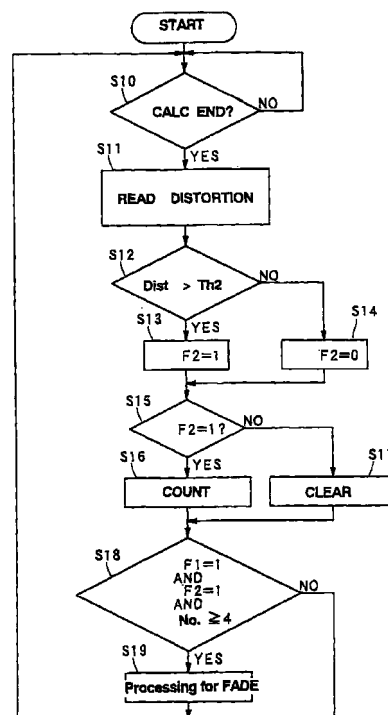 START
S10
CALC END?
NO
YES
S11
READ DISTORTION
S12
Dist > Th2
NO
S13
YES
S14
F2=1
F2=0
S15
F2=1?
NO
S16
YES
COUNT
CLEAR
S18
F1=1
AND
F2=1
AND
No. ≧4
NO
S19
YES
Processing for FADE